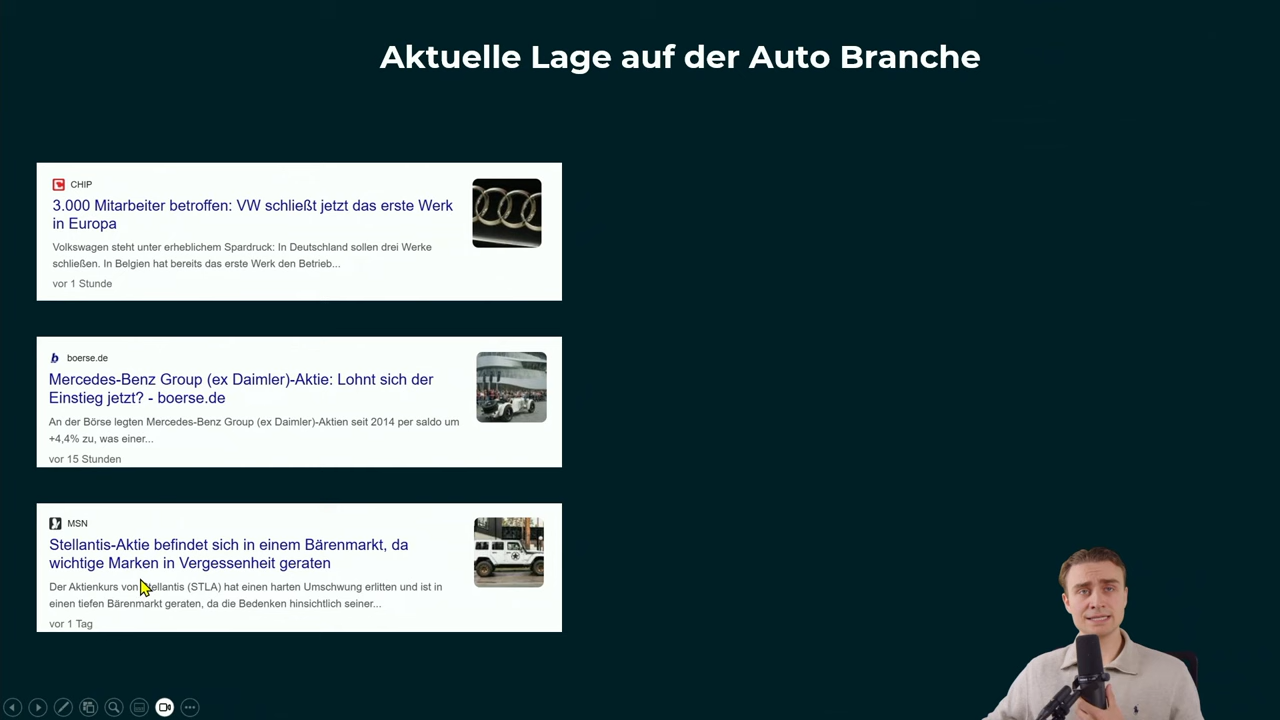 Aktuelle Lage auf der Auto Branche
CHIP
3.000 Mitarbeiter betroffen: VW schließt jetzt das erste Werk
in Europa
Volkswagen steht unter erheblichem Spardruck: In Deutschland sollen drei Werke
schließen. In Belgien hat bereits das erste Werk den Betrieb...
vor 1 Stunde
boerse.de
Mercedes-Benz Group (ex Daimler)-Aktie: Lohnt sich der
Einstieg jetzt? - boerse.de
An der Börse legten Mercedes-Benz Group (ex Daimler)-Aktien seit 2014 per saldo um
+4,4% zu, was einer...
vor 15 Stunden
MSN
Stellantis-Aktie befindet sich in einem Bärenmarkt, da
wichtige Marken in Vergessenheit geraten
Der Aktienkurs von Stellantis (STLA) hat einen harten Umschwung erlitten und ist in
einen tiefen Bärenmarkt geraten, da die Bedenken hinsichtlich seiner...
vor 1 Tag